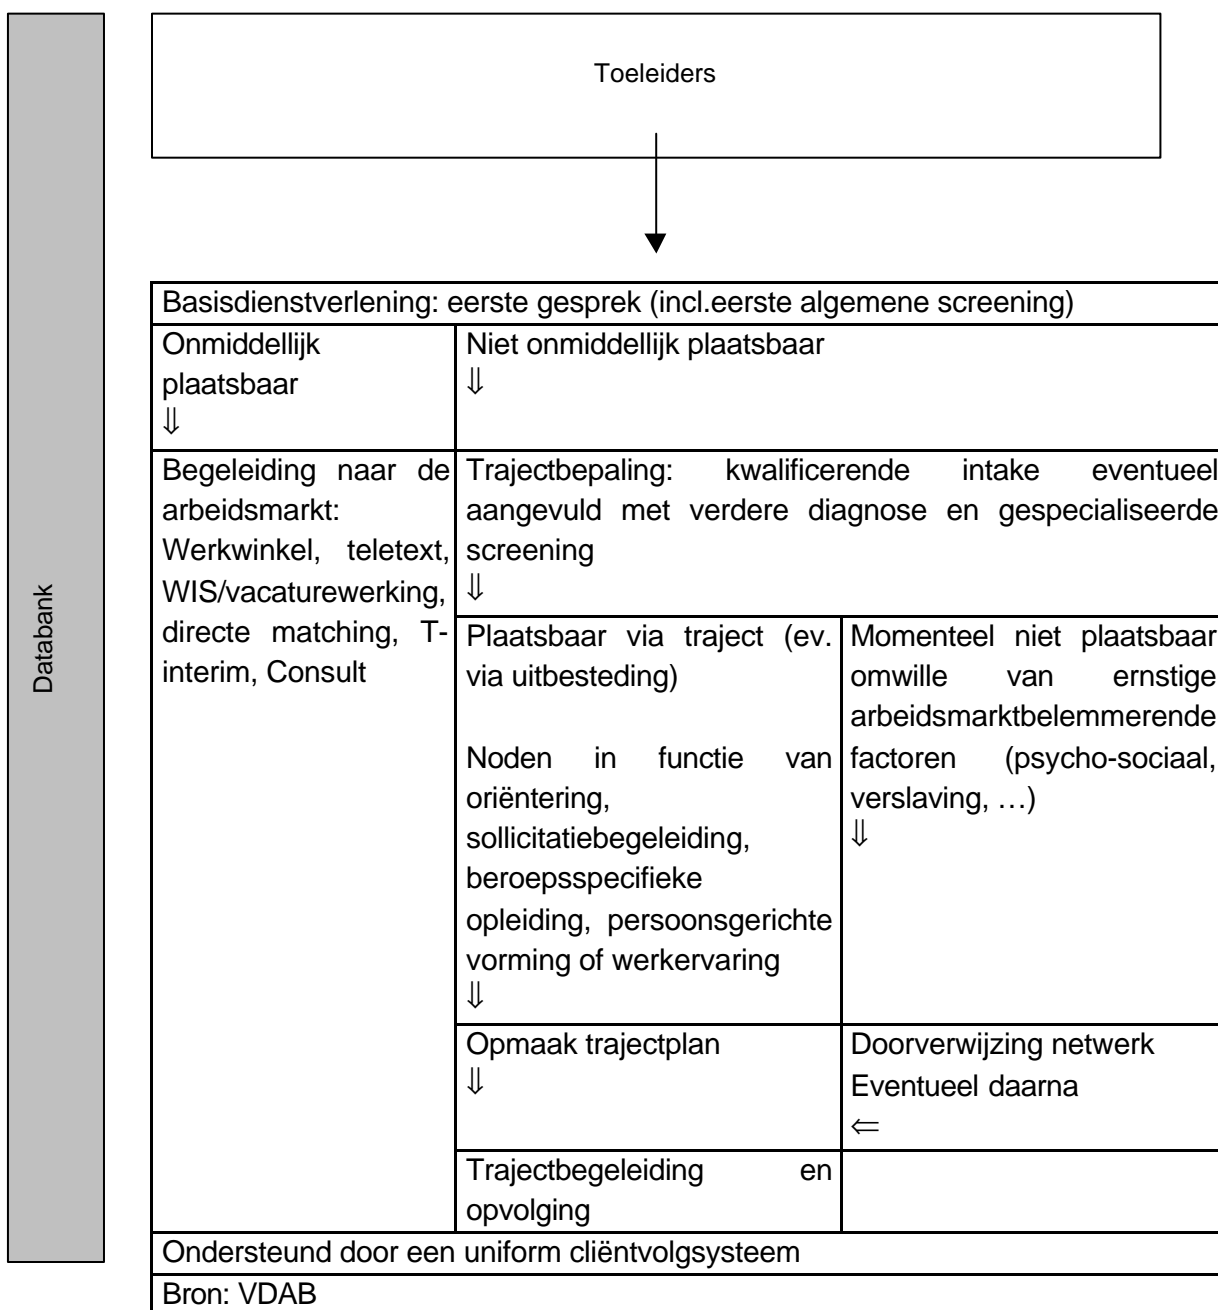 Databank
Toeleiders
Basisdienstverlening: eerste gesprek (incl.eerste algemene screening)
Onmiddellijk
plaatsbaar
⇓
Niet onmiddellijk plaatsbaar
⇓
Begeleiding naar de
arbeidsmarkt:
Werkwinkel, teletext,
WIS/vacaturewerking,
directe matching, T-
interim, Consult
Trajectbepaling: kwalificerende intake eventueel
aangevuld met verdere diagnose en gespecialiseerde
screening
⇓
Plaatsbaar via traject (ev.
via uitbesteding)
Noden in functie van
oriëntering,
sollicitatiebegeleiding,
beroepsspecifieke
opleiding, persoonsgerichte
vorming of werkervaring
⇓
Momenteel niet plaatsbaar
omwille van ernstige
arbeidsmarktbelemmerende
factoren (psycho-sociaal,
verslaving, …)
⇓
Opmaak trajectplan
⇓
Doorverwijzing netwerk
Eventueel daarna
⇐
Trajectbegeleiding en
opvolging
Ondersteund door een uniform cliëntvolgsysteem
Bron: VDAB